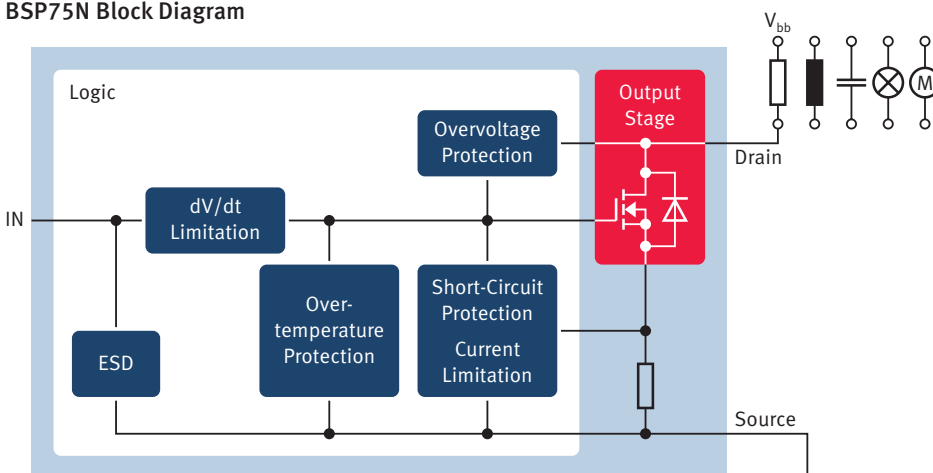 BSP75N Block Diagram
V_bb
Logic
Output
Stage
M
Overvoltage
Protection
Drain
IN
dV/dt
Limitation
Over-
temperature
Protection
Short-Circuit
Protection
Current
Limitation
ESD
Source